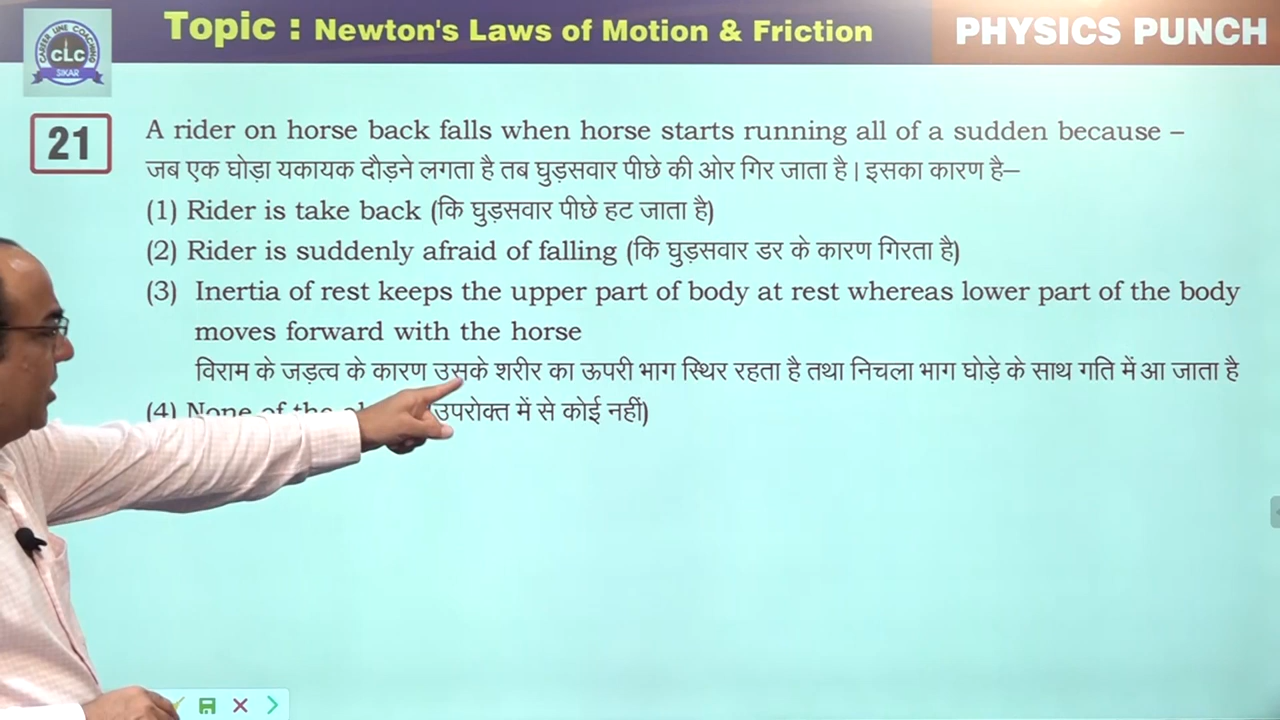 Topic : Newton's Laws of Motion & Friction
PHYSICS PUNCH
CAREER LINE COACHING
CLC
SIKAR
21
A rider on horse back falls when horse starts running all of a sudden because –
जब एक घोड़ा यकायक दौड़ने लगता है तब घुड़सवार पीछे की ओर गिर जाता है। इसका कारण है–
(1) Rider is take back (कि घुड़सवार पीछे हट जाता है)
(2) Rider is suddenly afraid of falling (कि घुड़सवार डर के कारण गिरता है)
(3) Inertia of rest keeps the upper part of body at rest whereas lower part of the body
moves forward with the horse
विराम के जड़त्व के कारण उसके शरीर का ऊपरी भाग स्थिर रहता है तथा निचला भाग घोड़े के साथ गति में आ जाता है
(4) None of the उपरोक्त में से कोई नहीं)